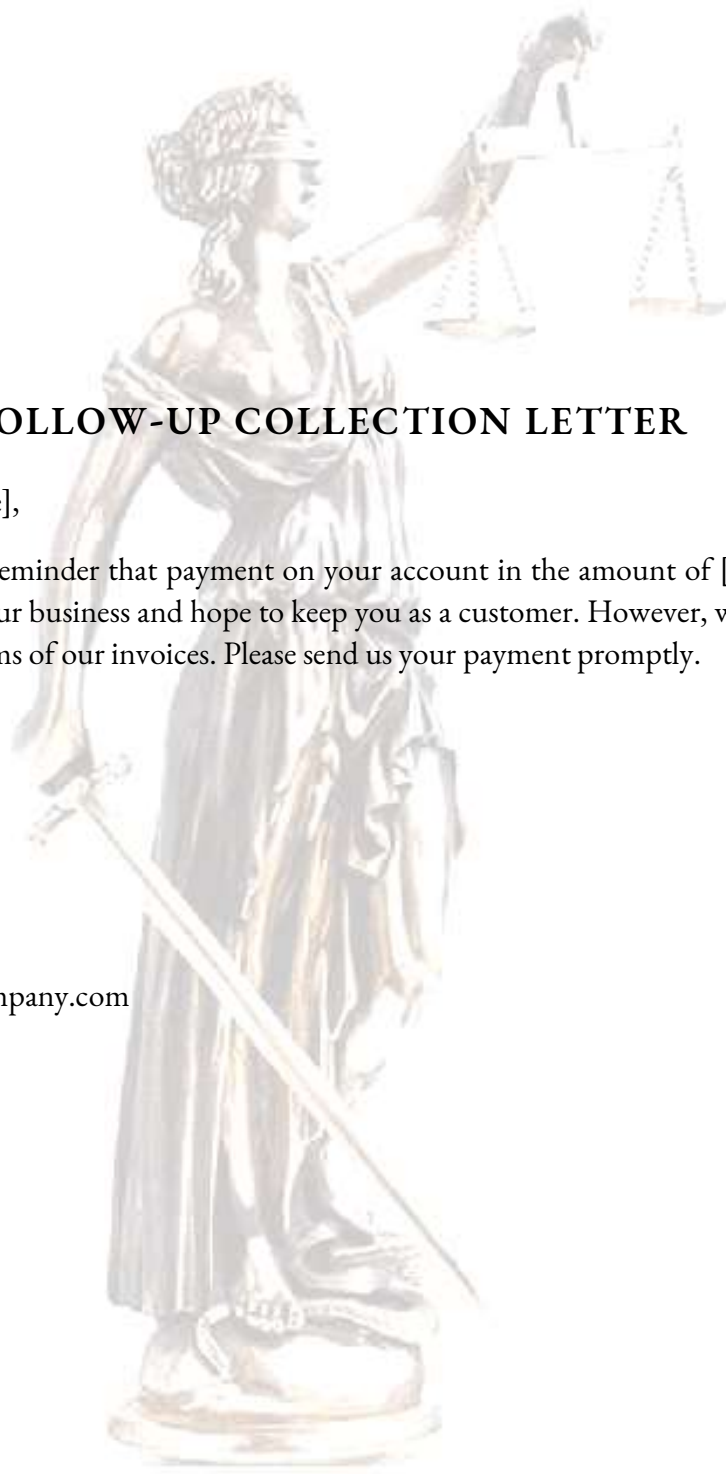 OLLOW-UP COLLECTION LETTER
],
eminder that payment on your account in the amount of [
ur business and hope to keep you as a customer. However, w
ns of our invoices. Please send us your payment promptly.
npany.com